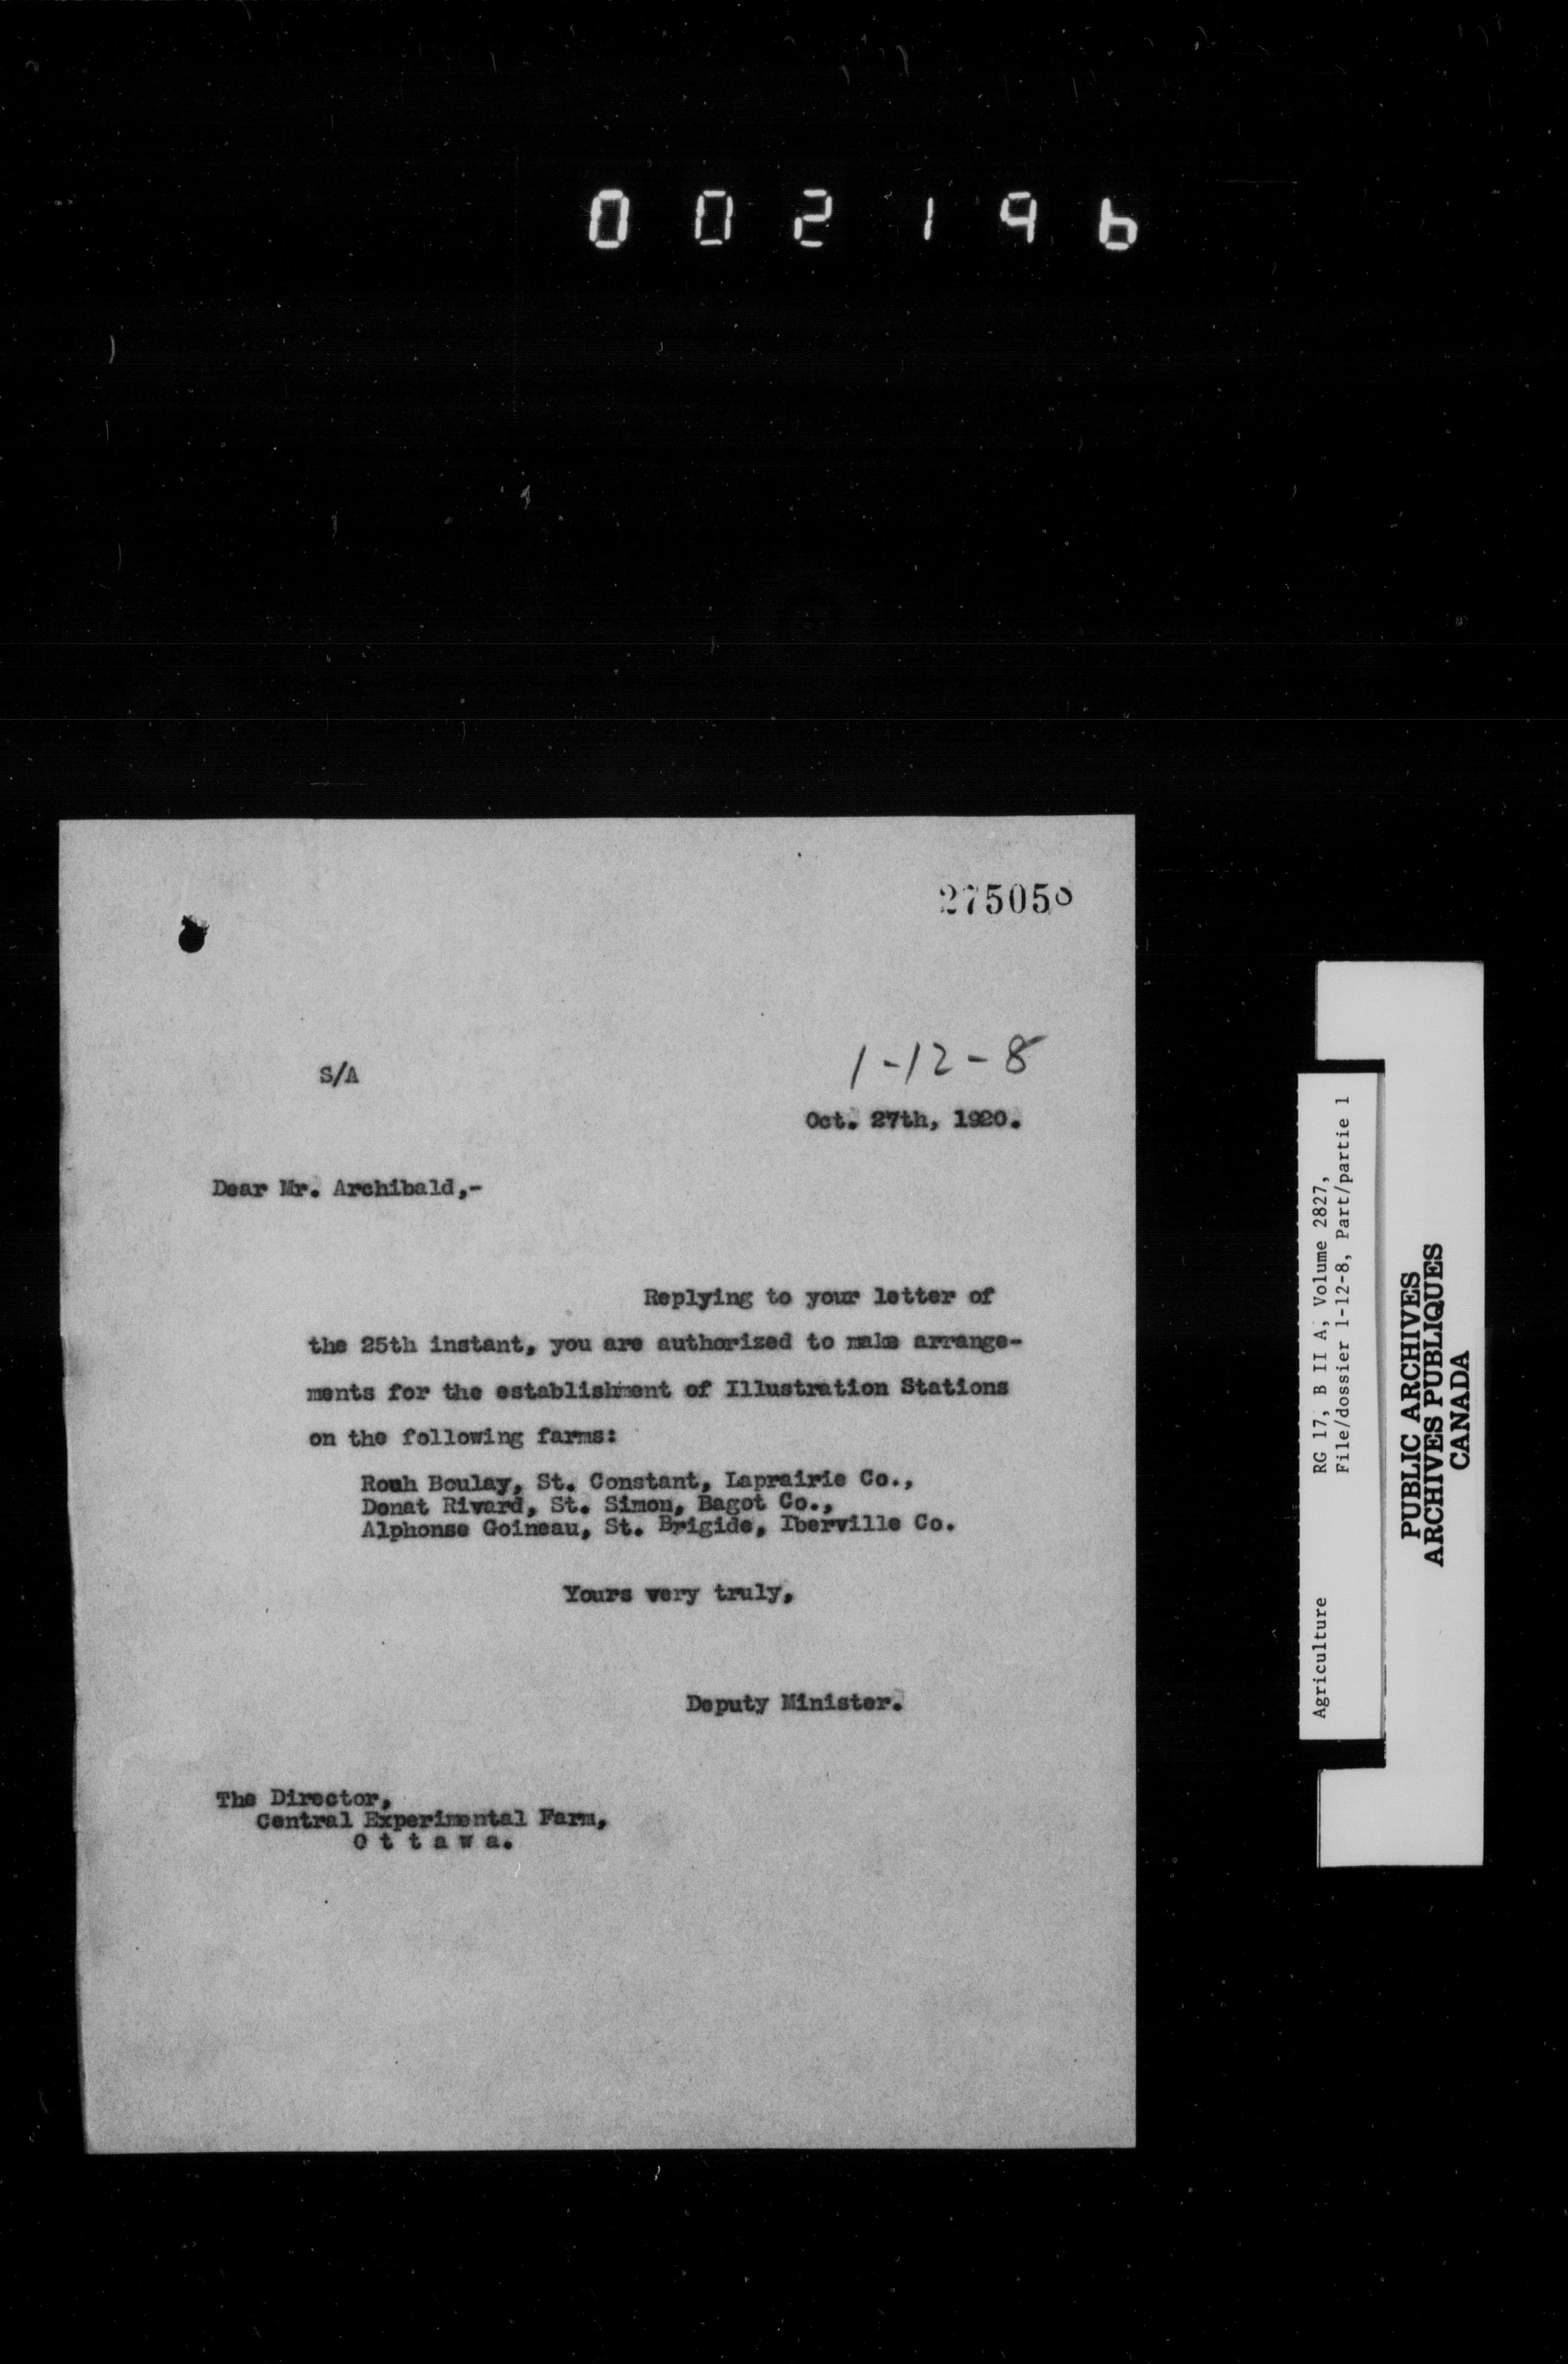 002196
275050
1-12-8
S/A
Oct. 27th, 1920.
Dear Mr. Archibald,-
Replying to your letter of
the 25th instant, you are authorized to make arrange-
ments for the establishment of Illustration Stations
on the following farms:
Rouh Boulay, St. Constant, Laprairie Co.,
Donat Rivard, St. Simon, Bagot Co.,
Alphonse Goineau, St. Brigide, Iberville Co.
Yours very truly,
Deputy Minister.
The Director,
Central Experimental Farm,
O t t a w a.
Agriculture RG 17, B II A, Volume 2827,
File/dossier 1-12-8, Part/partie 1
PUBLIC ARCHIVES
ARCHIVES PUBLIQUES
CANADA